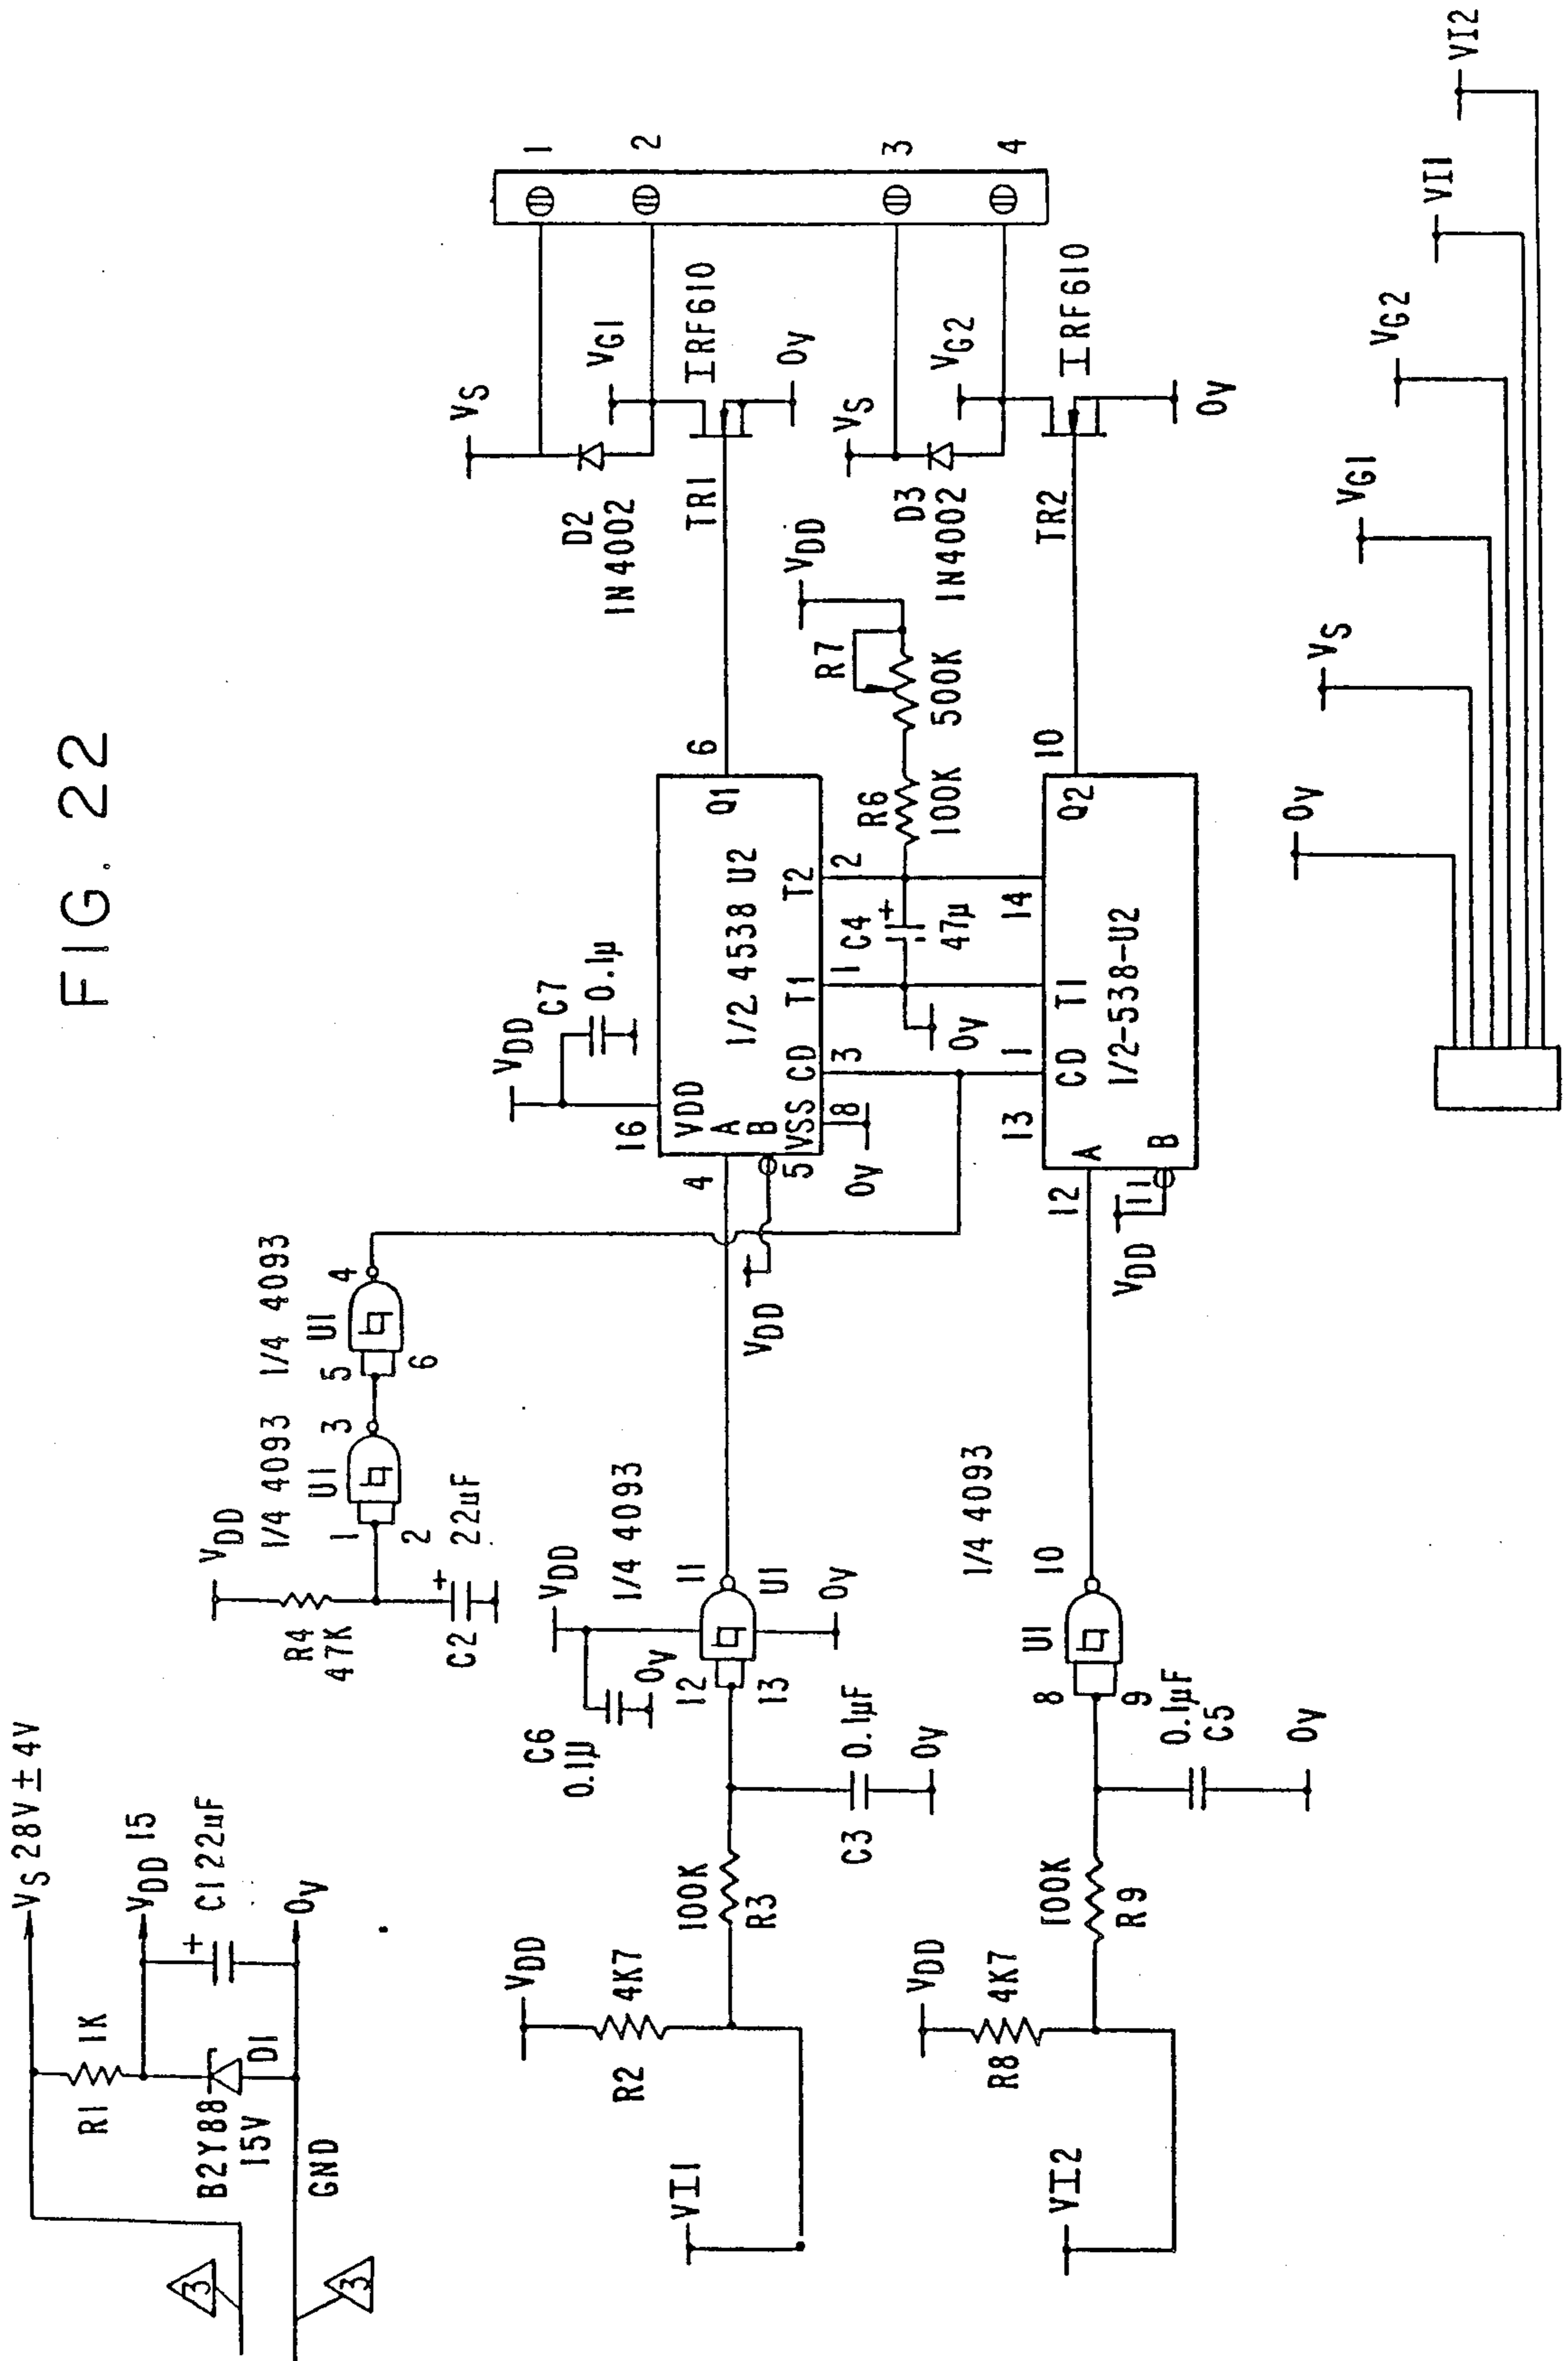 FIG. 22
VS 28V ± 4V
R1 1K
VDD 15
C1 22uF
B2Y88
15V
D1
0V
GND
3
3
VDD
R4
47K
C2
22uF
1/4 4093
U1
1
2
3
1/4 4093
U1
5
6
4
VI1
VDD
R2
4K7
100K
R3
C3
0.1µF
0V
C6
0.1µ
0V
VDD
1/4 4093
12
13
11
U1
0V
VDD
VDD
C7
0.1µ
16
4
5
VDD
A
B
VSS
CD
T1
T2
Q1
1/2 4538 U2
8
0V
3
1
2
6
C4
+
47µ
0V
R6
100K
R7
500K
VDD
VI2
VDD
R8
4K7
100K
R9
0.1µF
C5
0V
U1
8
9
10
1/4 4093
12
VDD
11
13
1
14
10
A
B
CD
T1
Q2
1/2-538-U2
TR1
IRF610
VS
D2
1N4002
VG1
0V
TR2
IRF610
VS
D3
1N4002
VG2
0V
1
2
3
4
0V
VS
VG1
VG2
VI1
VI2